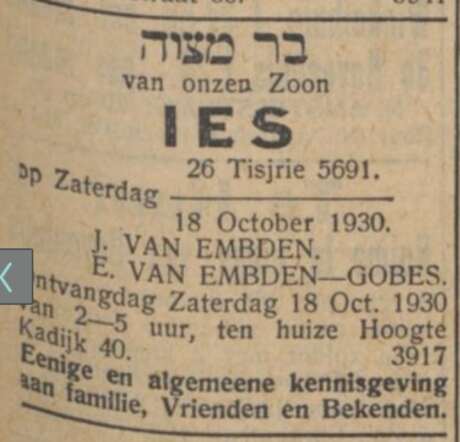 בר מצוה
van onzen Zoon
IES
op Zaterdag 26 Tisjrie 5691.
18 October 1930.
J. VAN EMBDEN.
E. VAN EMBDEN—GOBES.
Ontvangdag Zaterdag 18 Oct. 1930
van 2—5 uur, ten huize Hoogte
Kadijk 40. 3917
Eenige en algemeene kennisgeving
aan familie, Vrienden en Bekenden.